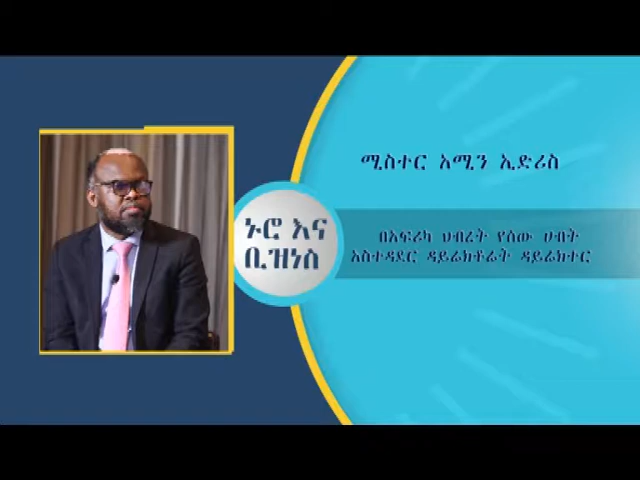 ሚስተር አሚን ኢድሪስ
ኑሮ እና
ቢዝነስ
በአፍሪካ ህብረት የሰው ሀብት
አስተዳደር ዳይሬክቶሬት ዳይሬክተር